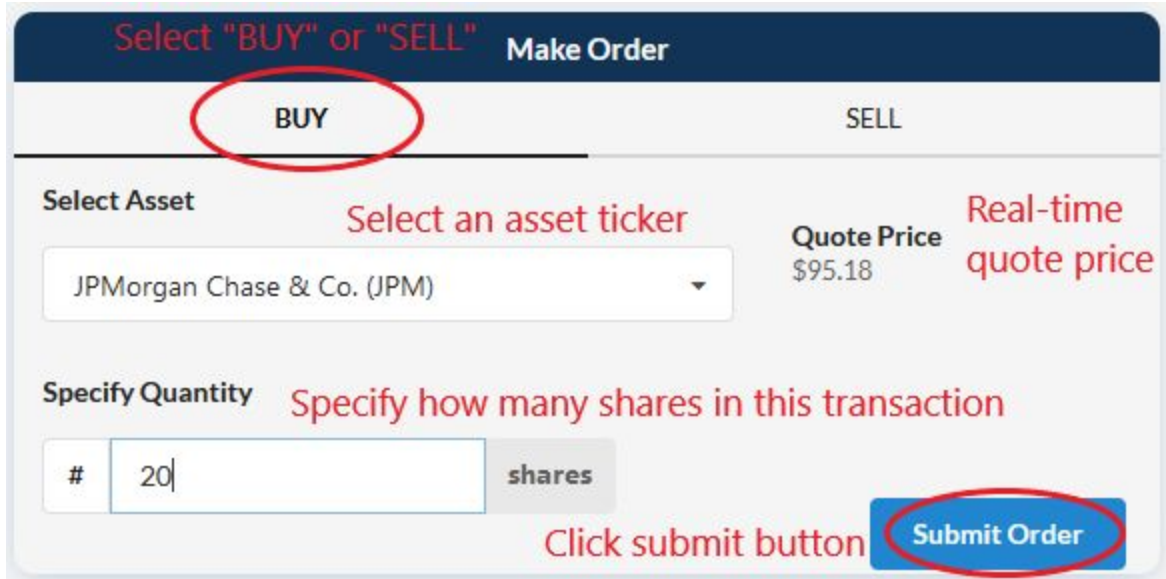 Select "BUY" or "SELL"
Make Order
BUY
SELL
Select Asset
Select an asset ticker
JPMorgan Chase & Co. (JPM)
Quote Price
$95.18
Real-time
quote price
Specify Quantity
Specify how many shares in this transaction
# 20 shares
Click submit button
Submit Order